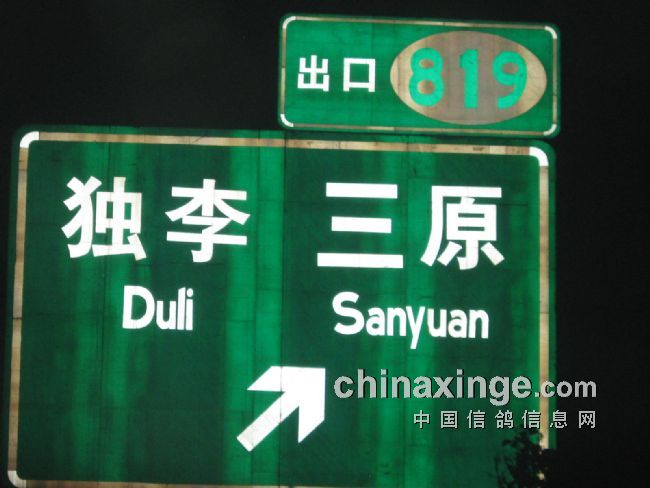 出口 819
独李 三原
Duli Sanyuan
chinaxinge.com
中国信鸽信息网